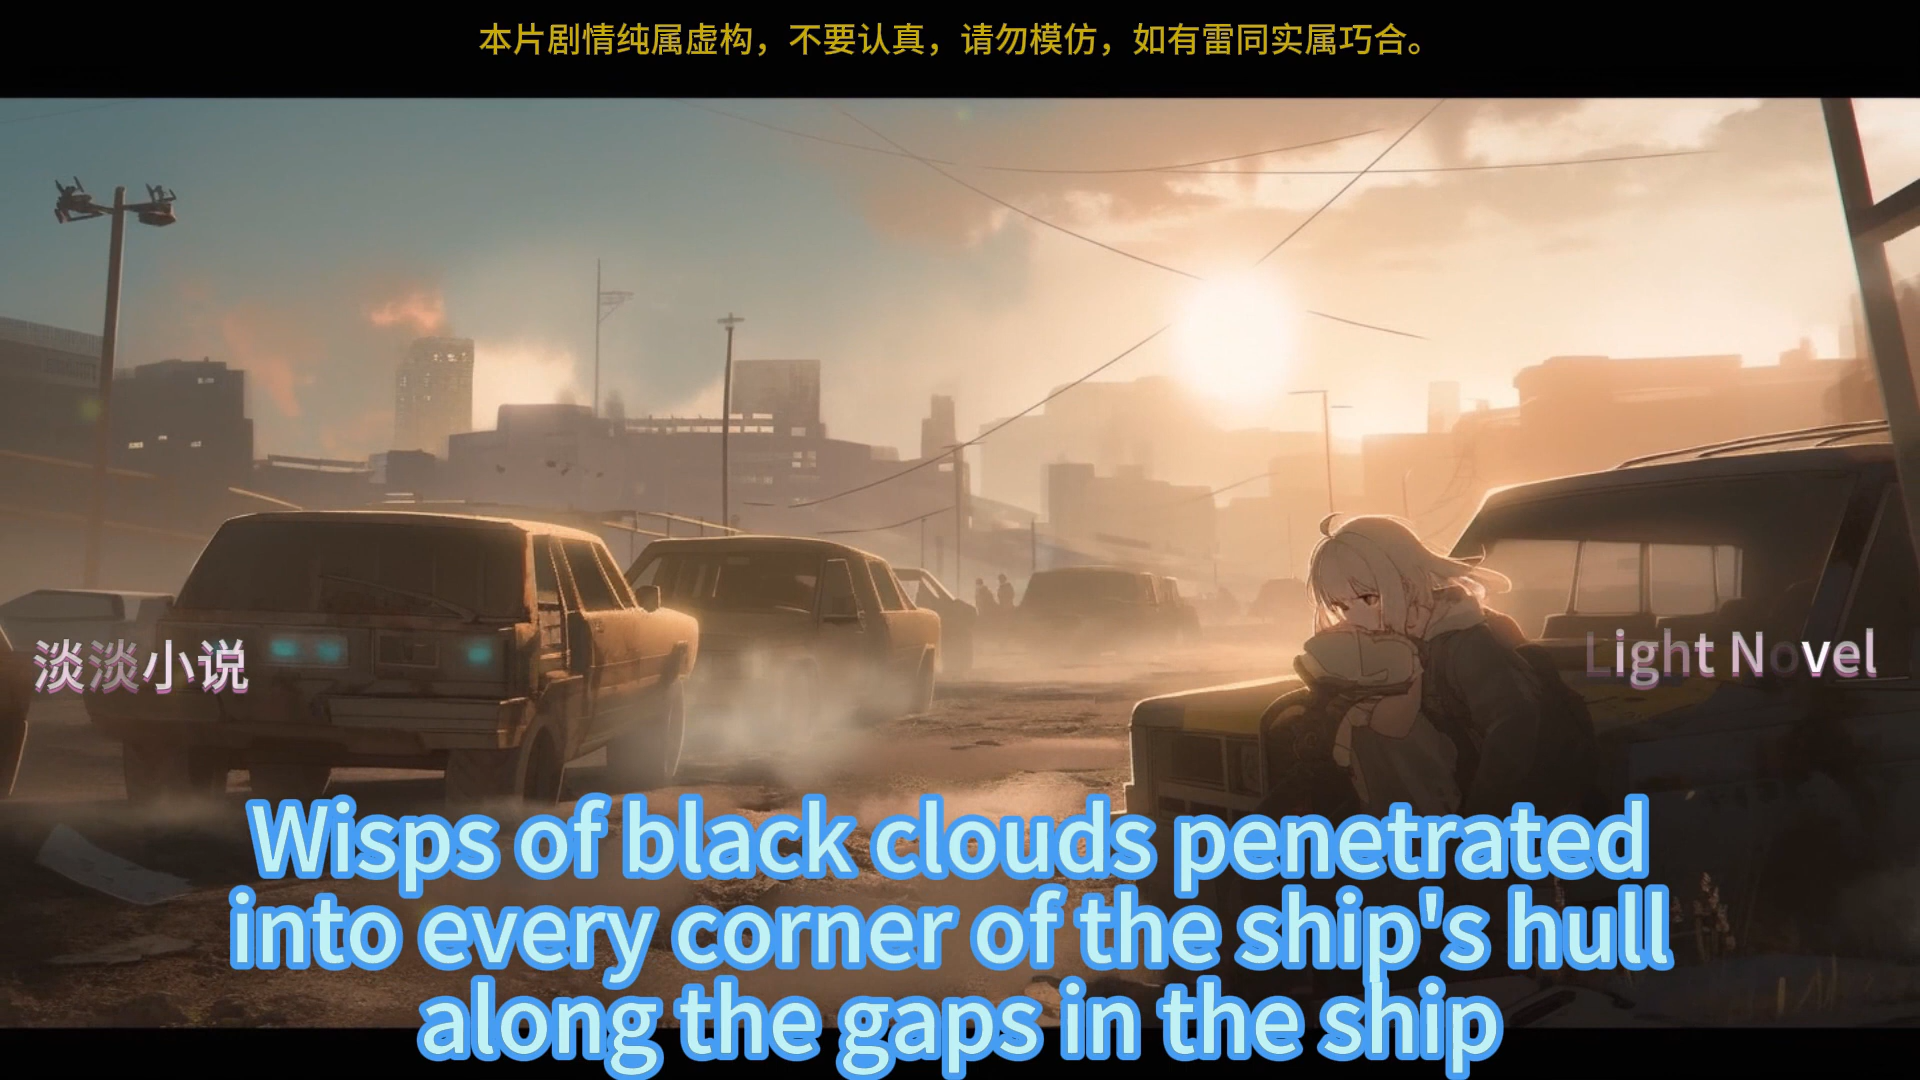 本片剧情纯属虚构，不要认真，请勿模仿，如有雷同实属巧合。
淡淡小说
Light Novel
Wisps of black clouds penetrated
into every corner of the ship's hull
along the gaps in the ship